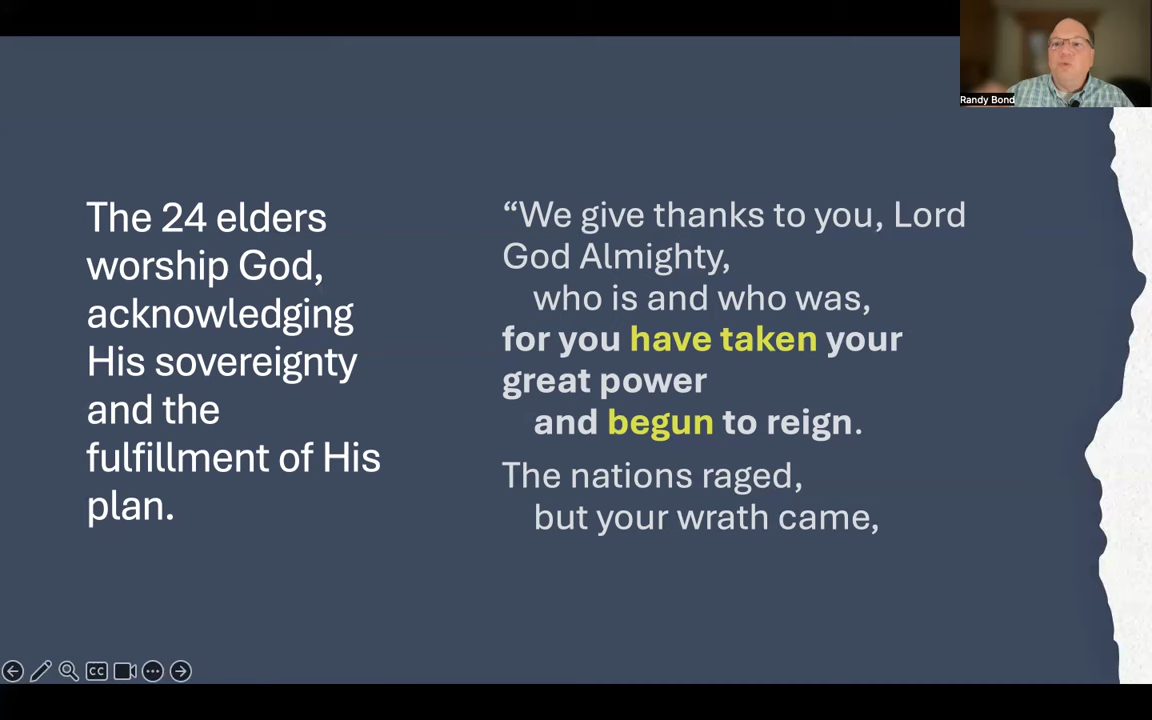 Randy Bond
The 24 elders
worship God,
acknowledging
His sovereignty
and the
fulfillment of His
plan.
“We give thanks to you, Lord
God Almighty,
who is and who was,
for you have taken your
great power
and begun to reign.
The nations raged,
but your wrath came,
CC